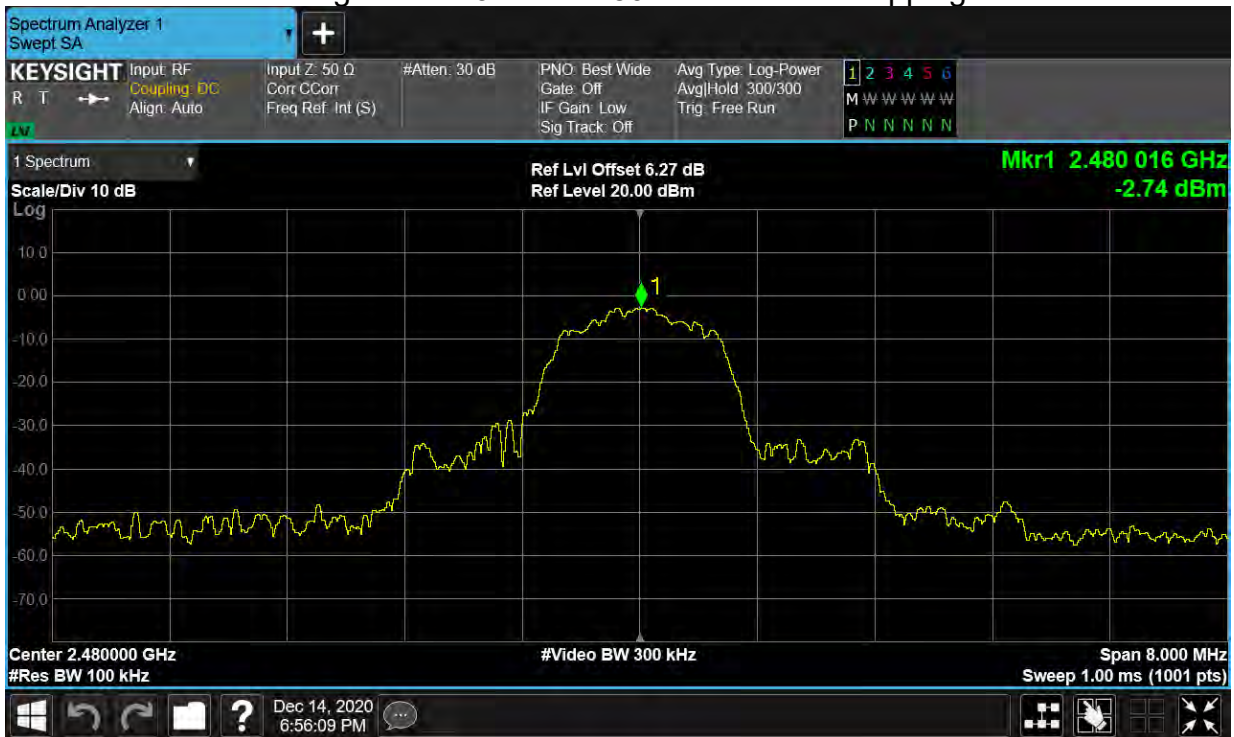 Spectrum Analyzer 1
Swept SA
+
KEYSIGHT Input: RF Input Z: 50 Ω #Atten: 30 dB PNO: Best Wide Avg Type: Log-Power 1 2 3 4 5 6
R T Coupling: DC Corr CCorr Gate: Off Avg|Hold: 300/300 M W W W W W
Align: Auto Freq Ref: Int (S) IF Gain: Low Trig: Free Run
LXI Sig Track: Off P N N N N N
1 Spectrum Ref Lvl Offset 6.27 dB Mkr1 2.480 016 GHz
Scale/Div 10 dB Ref Level 20.00 dBm -2.74 dBm
Log
10.0
0.00
1
-10.0
-20.0
-30.0
-40.0
-50.0
-60.0
-70.0
Center 2.480000 GHz #Video BW 300 kHz Span 8.000 MHz
#Res BW 100 kHz Sweep 1.00 ms (1001 pts)
? Dec 14, 2020
6:56:09 PM